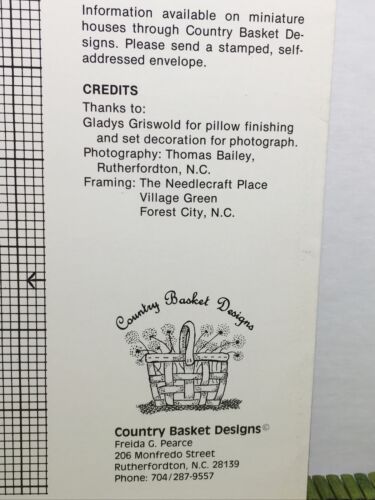 Information available on miniature
houses through Country Basket De-
signs. Please send a stamped, self-
addressed envelope.
CREDITS
Thanks to:
Gladys Griswold for pillow finishing
and set decoration for photograph.
Photography: Thomas Bailey,
Rutherfordton, N.C.
Framing: The Needlecraft Place
Village Green
Forest City, N.C.
Country Basket Designs
Country Basket Designs©
Freida G. Pearce
206 Monfredo Street
Rutherfordton, N.C. 28139
Phone: 704/287-9557